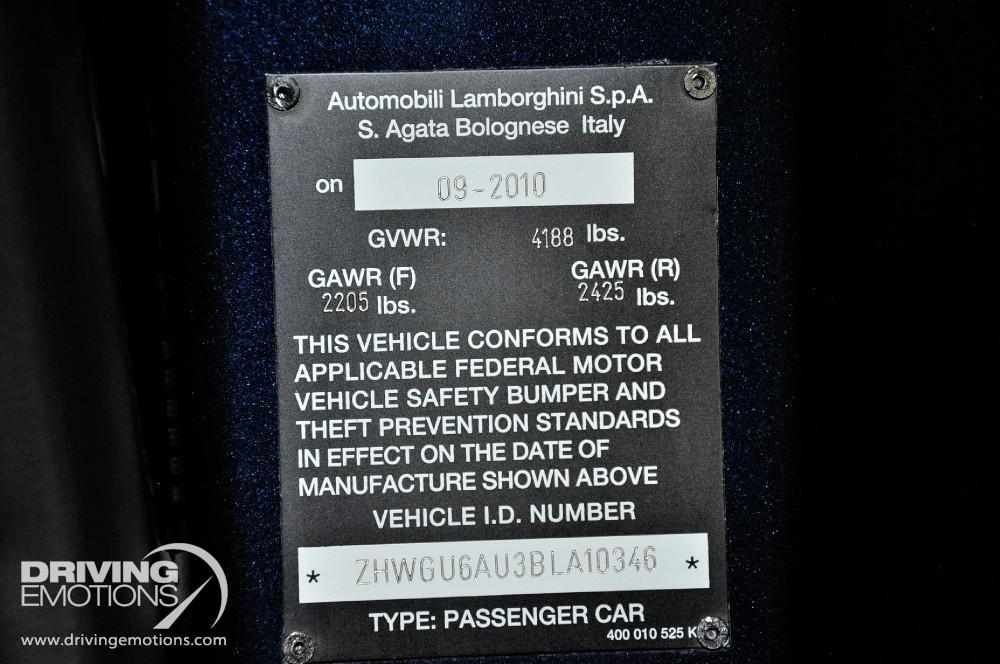 Automobili Lamborghini S.p.A.
S. Agata Bolognese Italy
on 09-2010
GVWR: 4188 lbs.
GAWR (F) GAWR (R)
2205 lbs. 2425 lbs.
THIS VEHICLE CONFORMS TO ALL
APPLICABLE FEDERAL MOTOR
VEHICLE SAFETY BUMPER AND
THEFT PREVENTION STANDARDS
IN EFFECT ON THE DATE OF
MANUFACTURE SHOWN ABOVE
VEHICLE I.D. NUMBER
* ZHWGU6AU3BLA10346 *
TYPE: PASSENGER CAR
400 010 525 K
DRIVING
EMOTIONS
www.drivingemotions.com